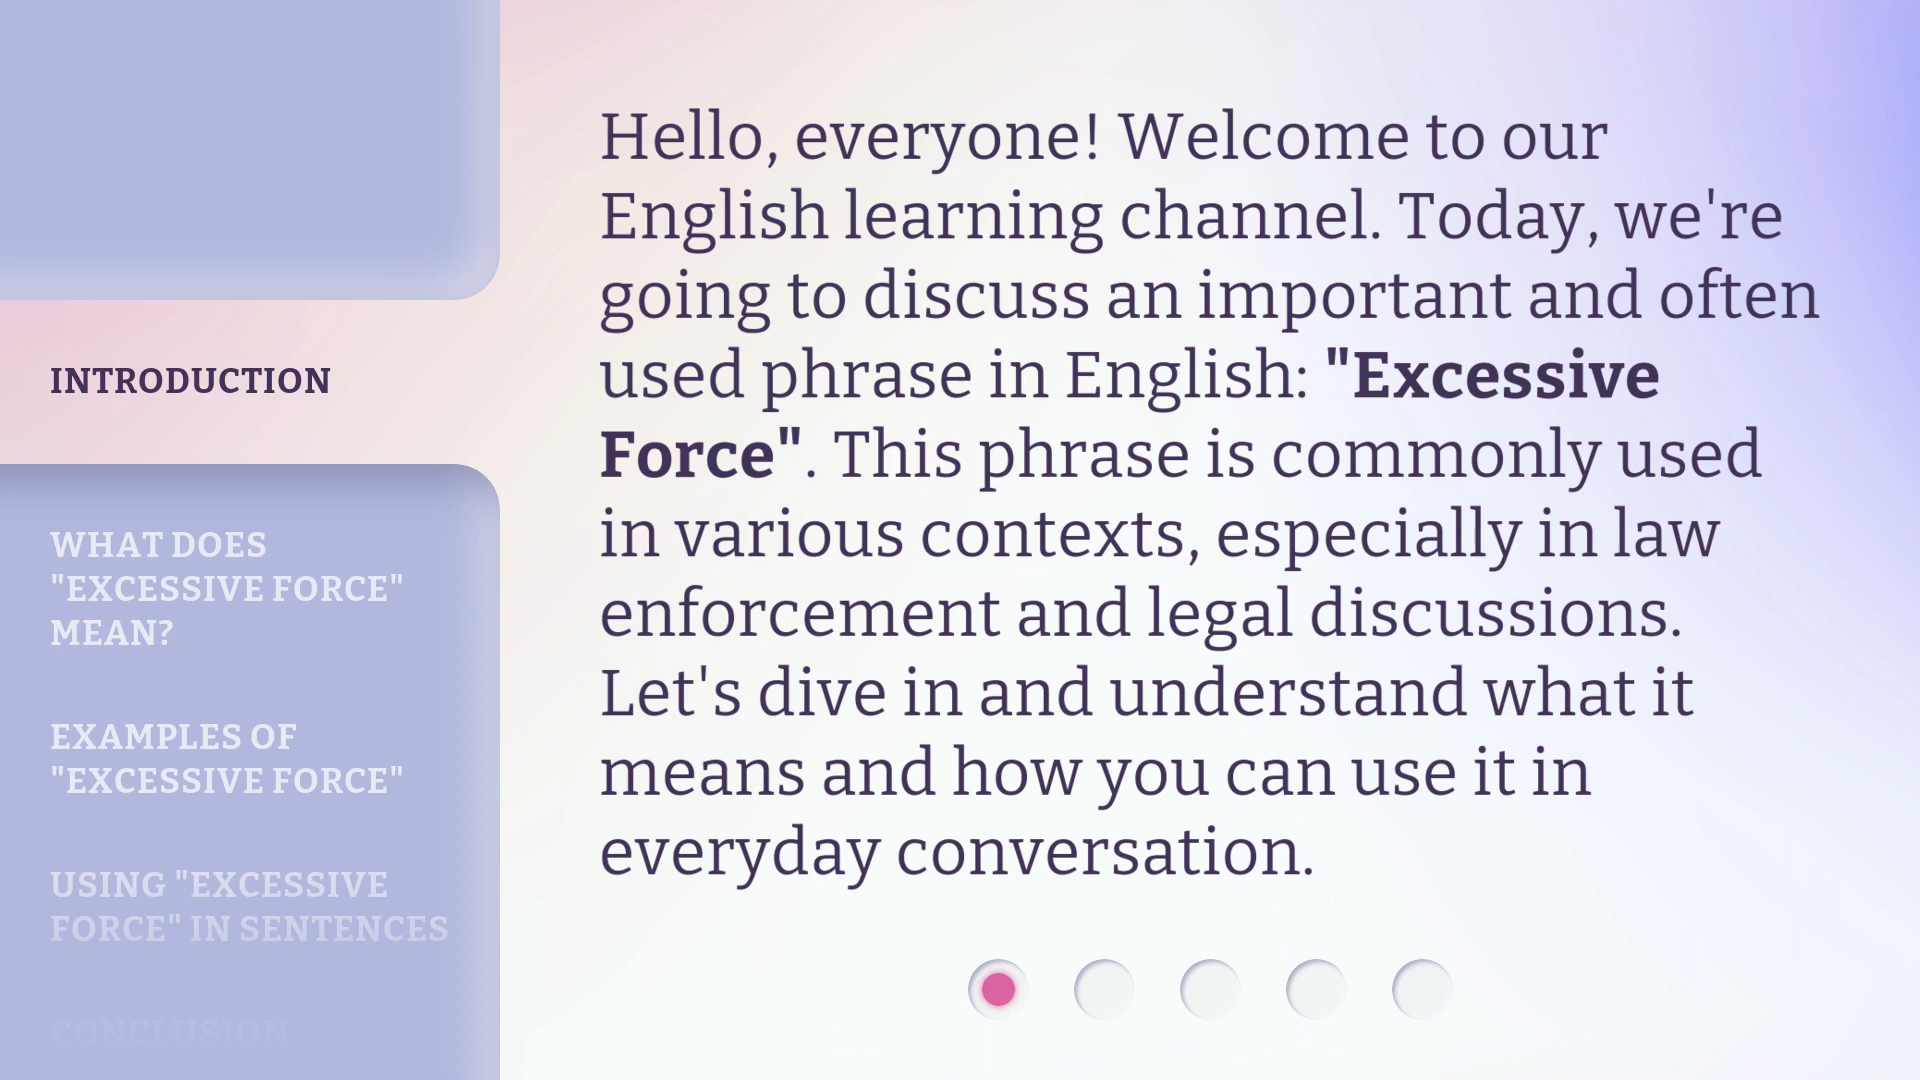 INTRODUCTION
WHAT DOES
"EXCESSIVE FORCE"
MEAN?
EXAMPLES OF
"EXCESSIVE FORCE"
USING "EXCESSIVE
FORCE" IN SENTENCES
CONCLUSION
Hello, everyone! Welcome to our
English learning channel. Today, we're
going to discuss an important and often
used phrase in English: "Excessive
Force". This phrase is commonly used
in various contexts, especially in law
enforcement and legal discussions.
Let's dive in and understand what it
means and how you can use it in
everyday conversation.